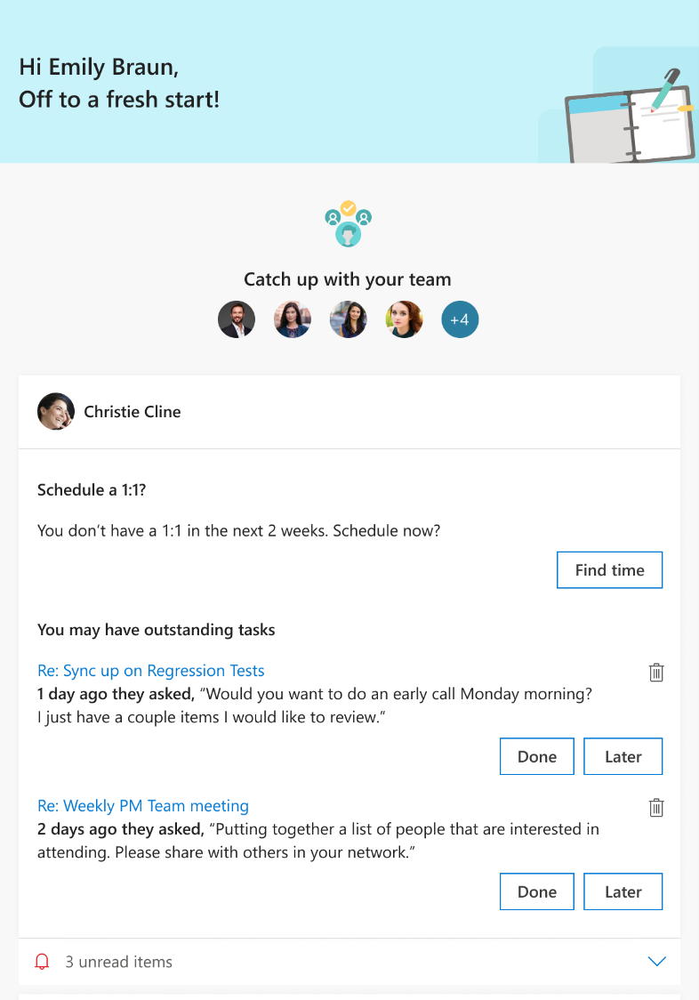 Hi Emily Braun,
Off to a fresh start!
Catch up with your team
+4
Christie Cline
Schedule a 1:1?
You don’t have a 1:1 in the next 2 weeks. Schedule now?
Find time
You may have outstanding tasks
Re: Sync up on Regression Tests
1 day ago they asked, “Would you want to do an early call Monday morning?
I just have a couple items I would like to review.”
Done Later
Re: Weekly PM Team meeting
2 days ago they asked, “Putting together a list of people that are interested in
attending. Please share with others in your network.”
Done Later
3 unread items